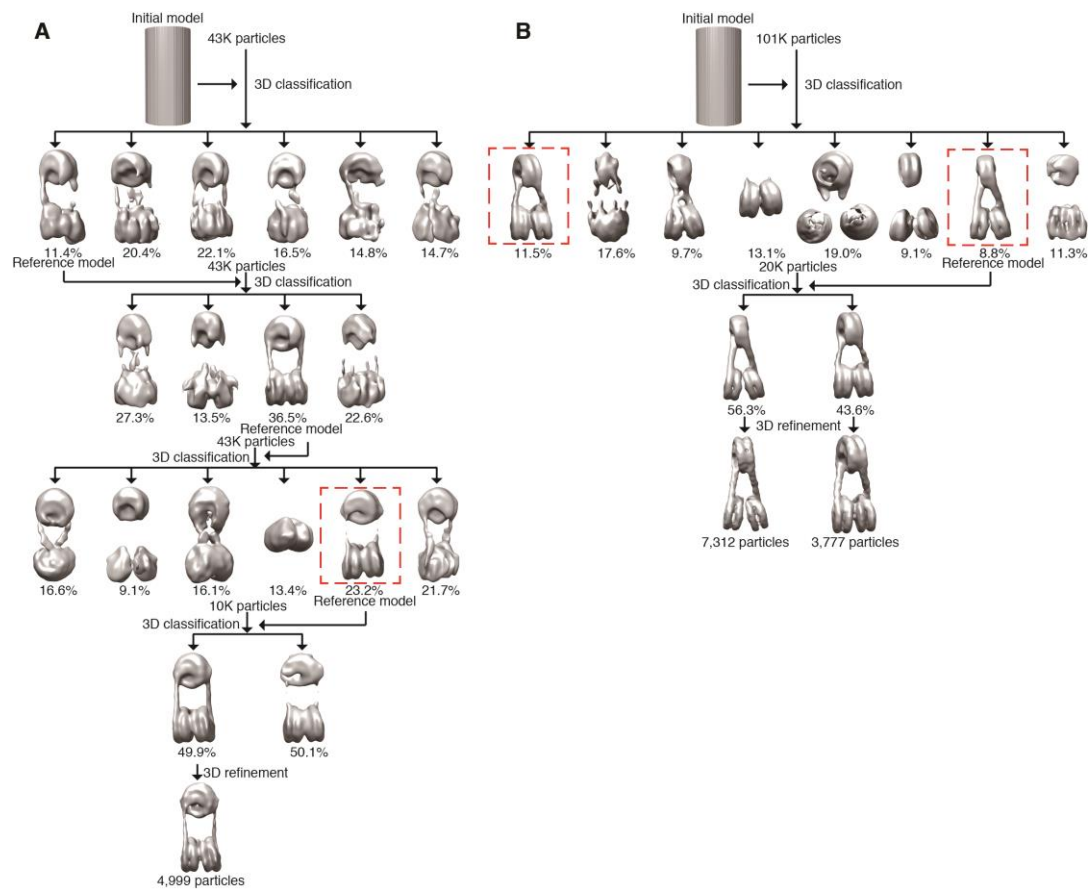 A
Initial model
43K particles
3D classification
11.4%
20.4%
22.1%
16.5%
14.8%
14.7%
Reference model
43K particles
3D classification
27.3%
13.5%
36.5%
22.6%
Reference model
43K particles
3D classification
16.6%
9.1%
16.1%
13.4%
23.2%
21.7%
10K particles
Reference model
3D classification
49.9%
50.1%
3D refinement
4,999 particles
B
Initial model
101K particles
3D classification
11.5%
17.6%
9.7%
13.1%
19.0%
9.1%
8.8%
11.3%
20K particles
Reference model
3D classification
56.3%
43.6%
3D refinement
7,312 particles
3,777 particles